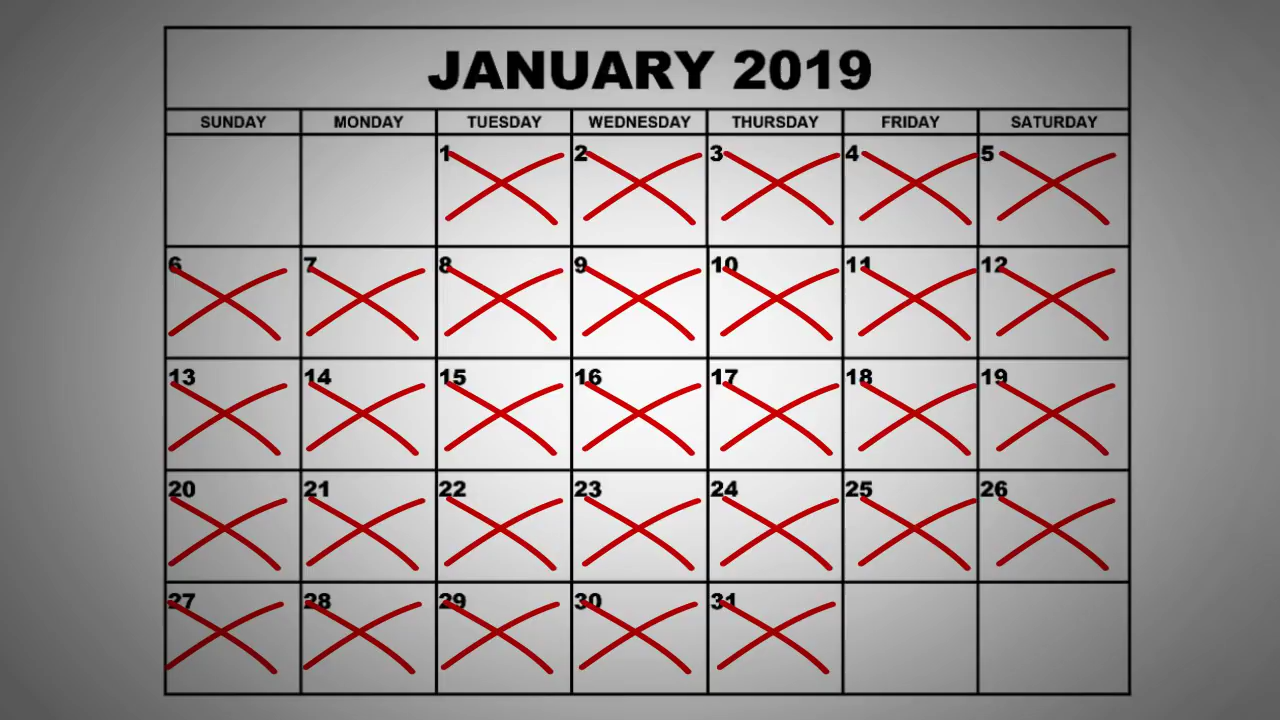 JANUARY 2019
SUNDAY MONDAY TUESDAY WEDNESDAY THURSDAY FRIDAY SATURDAY
1 2 3 4 5
6 7 8 9 10 11 12
13 14 15 16 17 18 19
20 21 22 23 24 25 26
27 28 29 30 31